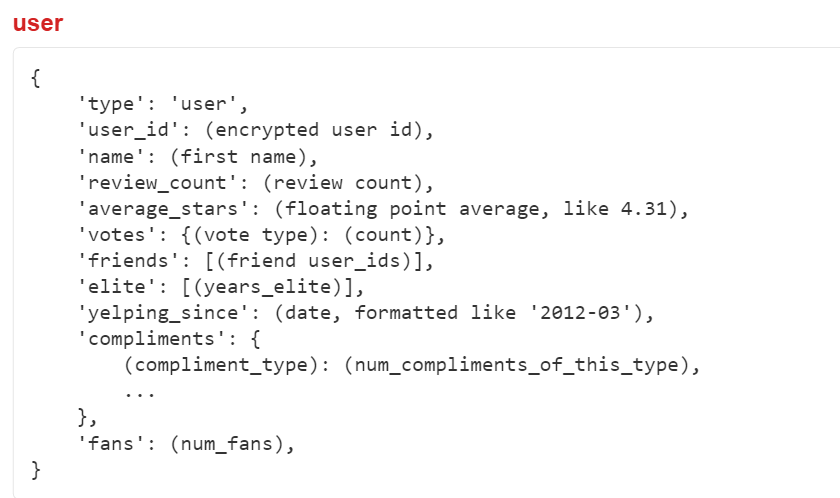 user
{
    'type': 'user',
    'user_id': (encrypted user id),
    'name': (first name),
    'review_count': (review count),
    'average_stars': (floating point average, like 4.31),
    'votes': {(vote type): (count)},
    'friends': [(friend user_ids)],
    'elite': [(years_elite)],
    'yelping_since': (date, formatted like '2012-03'),
    'compliments': {
        (compliment_type): (num_compliments_of_this_type),
        ...
    },
    'fans': (num_fans),
}